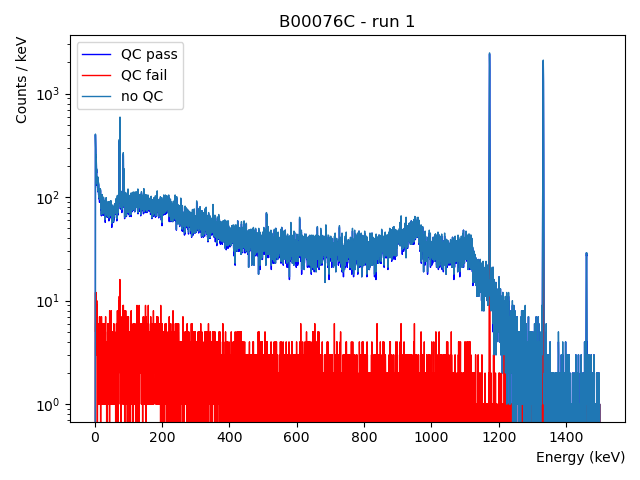 B00076C - run 1
Counts / keV
QC pass
QC fail
no QC
10³
10²
10¹
10⁰
0 200 400 600 800 1000 1200 1400
Energy (keV)